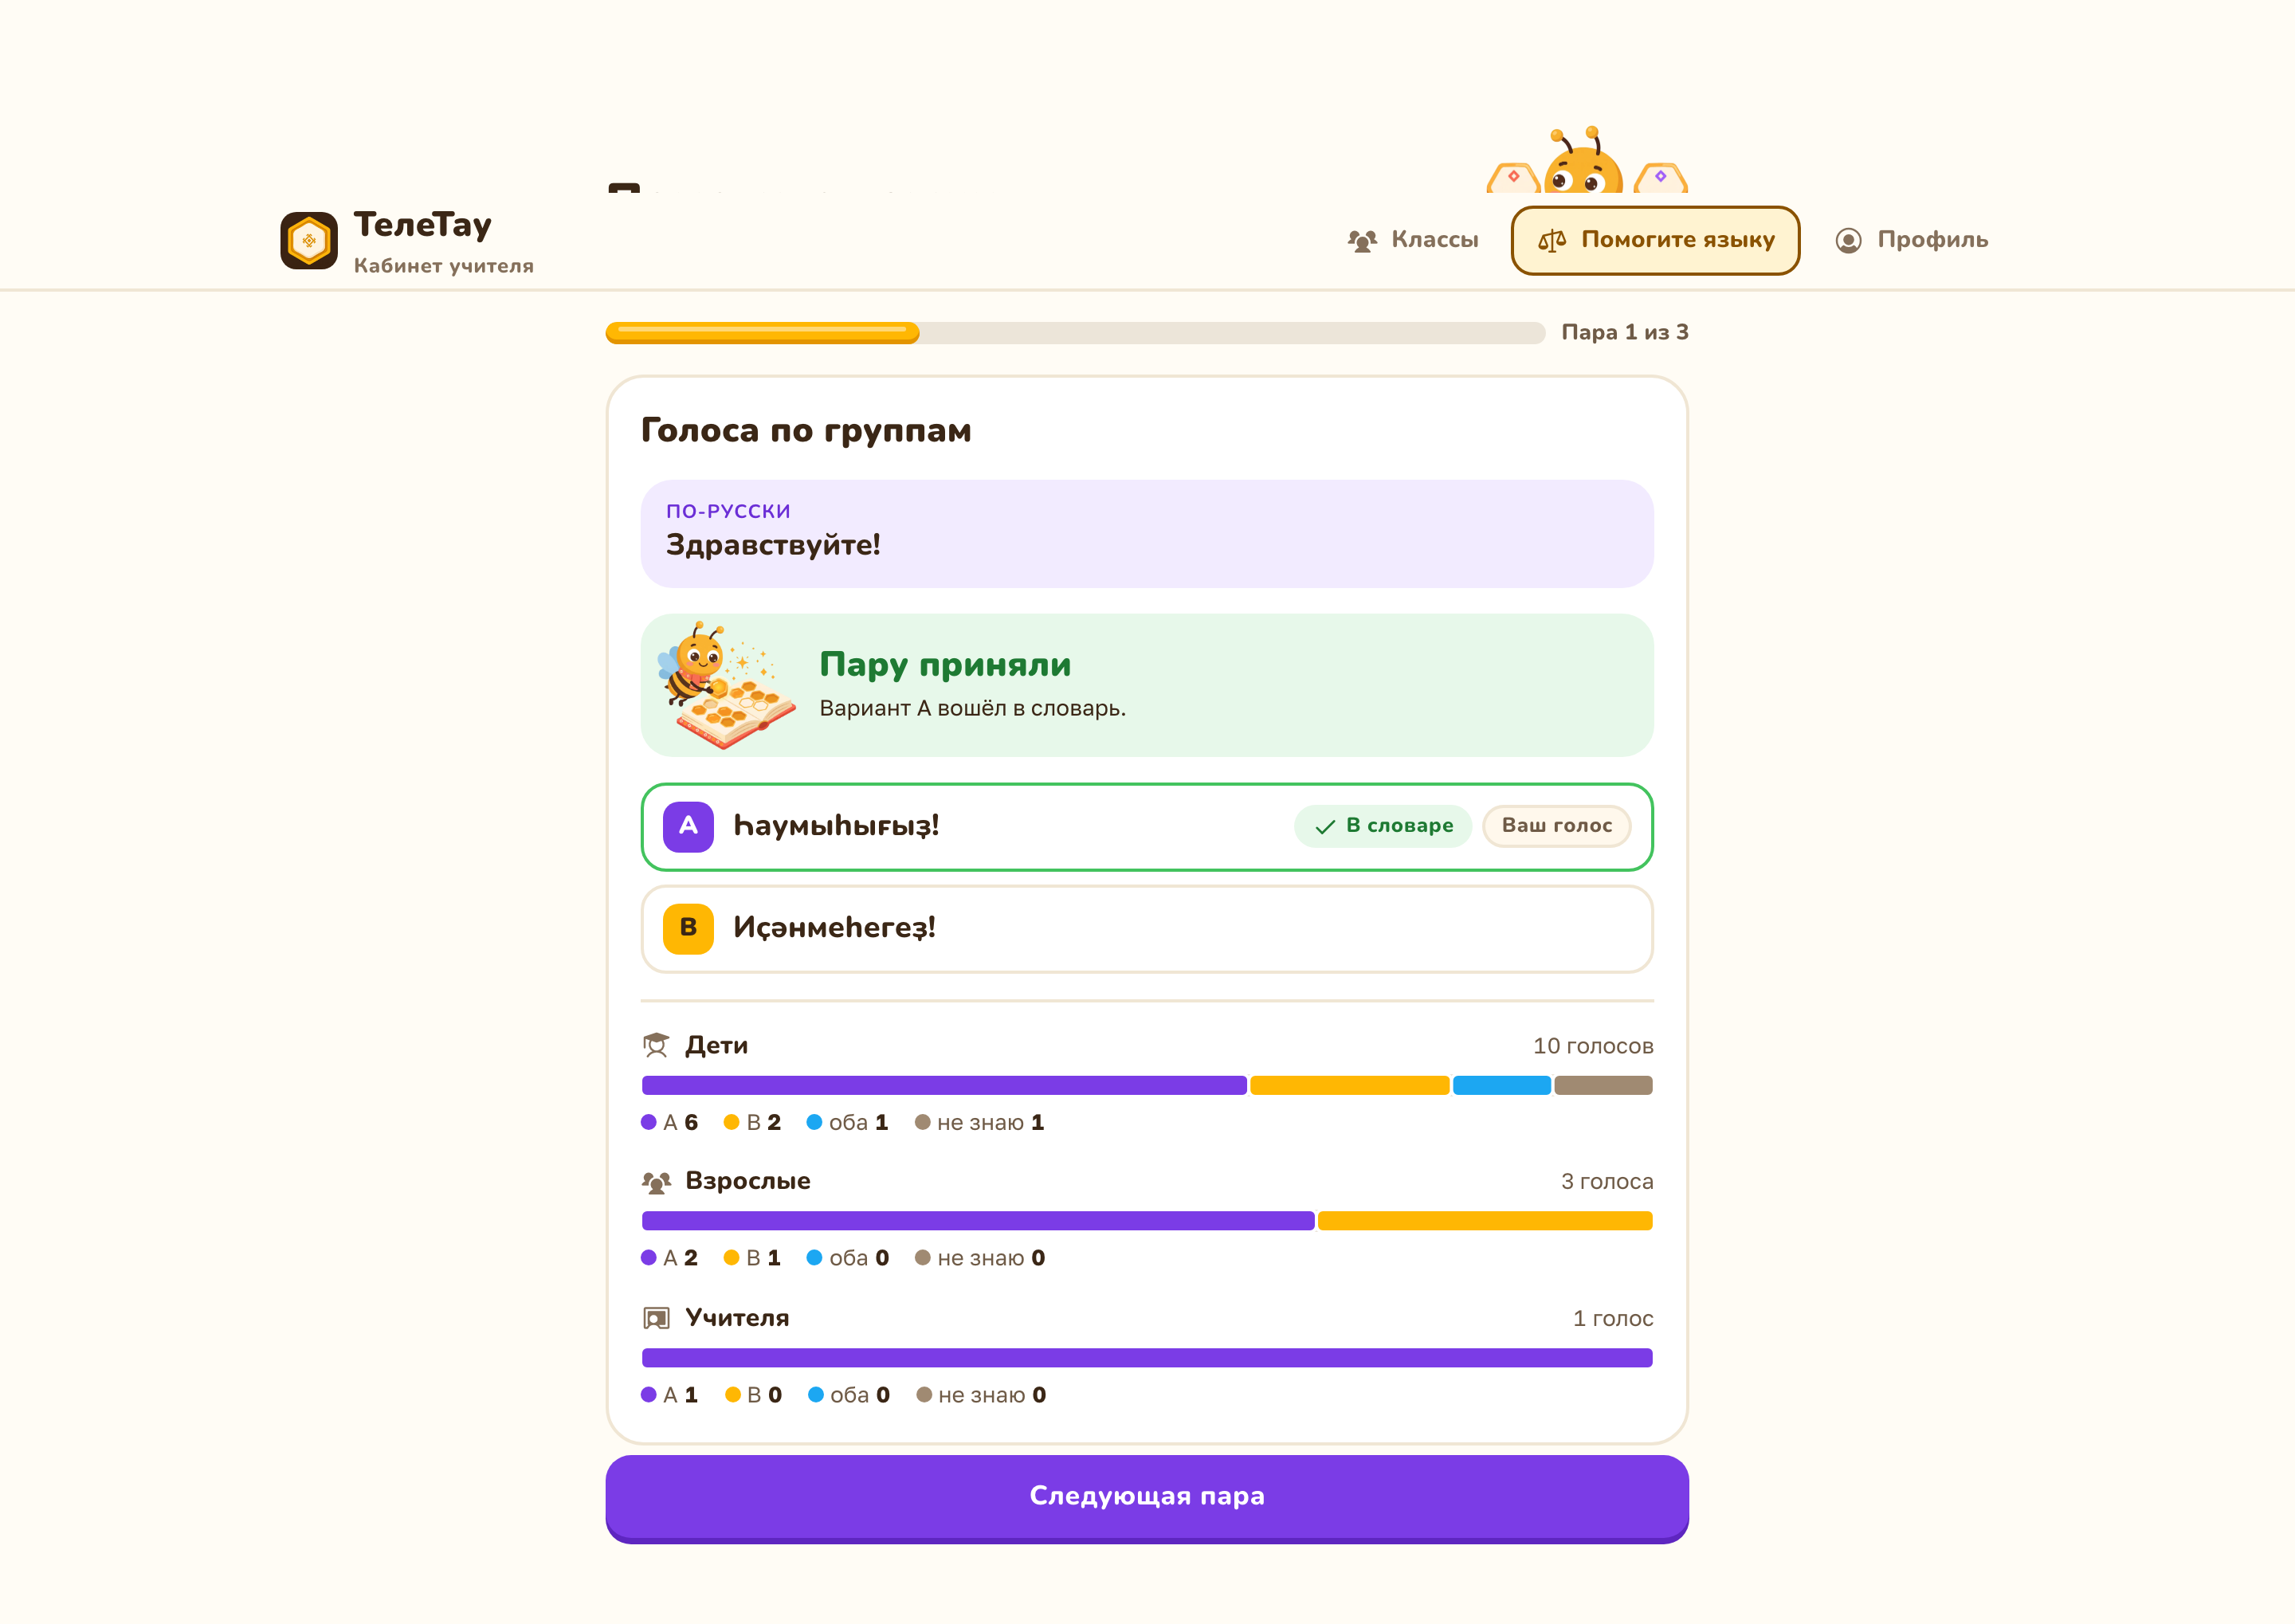 ТелеТау
Кабинет учителя
Классы
Помогите языку
Профиль
Пара 1 из 3
Голоса по группам
ПО-РУССКИ
Здравствуйте!
Пару приняли
Вариант А вошёл в словарь.
A Һаумыһығыҙ! В словаре Ваш голос
B Иҫәнмеһегеҙ!
Дети 10 голосов
A 6 B 2 оба 1 не знаю 1
Взрослые 3 голоса
A 2 B 1 оба 0 не знаю 0
Учителя 1 голос
A 1 B 0 оба 0 не знаю 0
Следующая пара